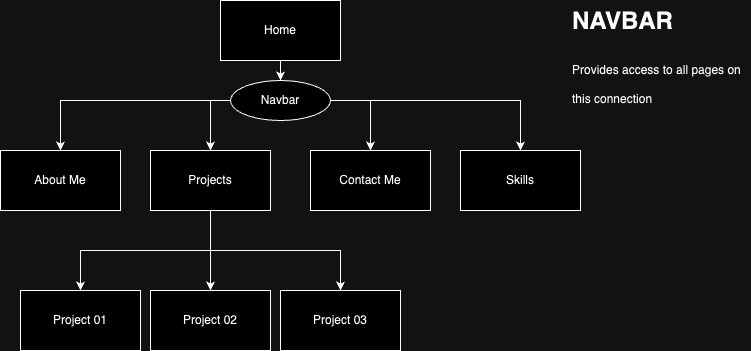 Home
NAVBAR
Provides access to all pages on
this connection
Navbar
About Me
Projects
Contact Me
Skills
Project 01
Project 02
Project 03